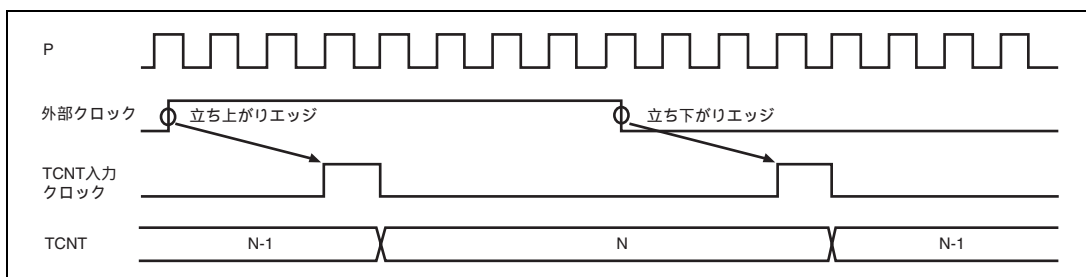 P
外部クロック
立ち上がりエッジ
立ち下がりエッジ
TCNT入力
クロック
TCNT
N-1
N
N-1